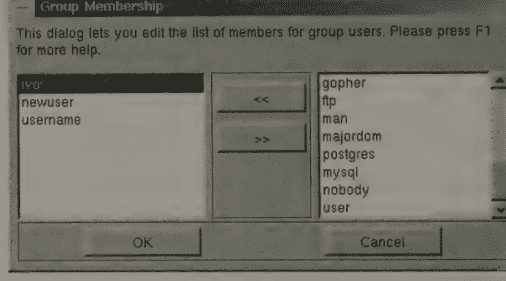 Group Membership
This dialog lets you edit the list of members for group users. Please press F1
for more help.
newuser
username
<<
>>
gopher
ftp
man
majordom
postgres
mysql
nobody
user
OK
Cancel